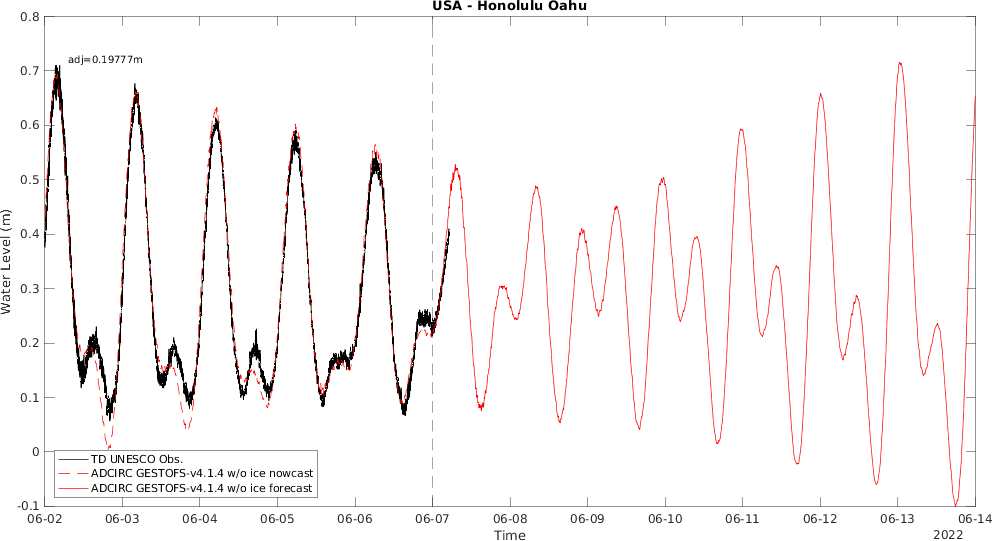 USA - Honolulu Oahu
adj=0.19777m
0.8
0.7
0.6
0.5
0.4
0.3
0.2
0.1
0
-0.1
Water Level (m)
TD UNESCO Obs.
ADCIRC GESTOFS-v4.1.4 w/o ice nowcast
ADCIRC GESTOFS-v4.1.4 w/o ice forecast
06-02 06-03 06-04 06-05 06-06 06-07 06-08 06-09 06-10 06-11 06-12 06-13 06-14
Time
2022